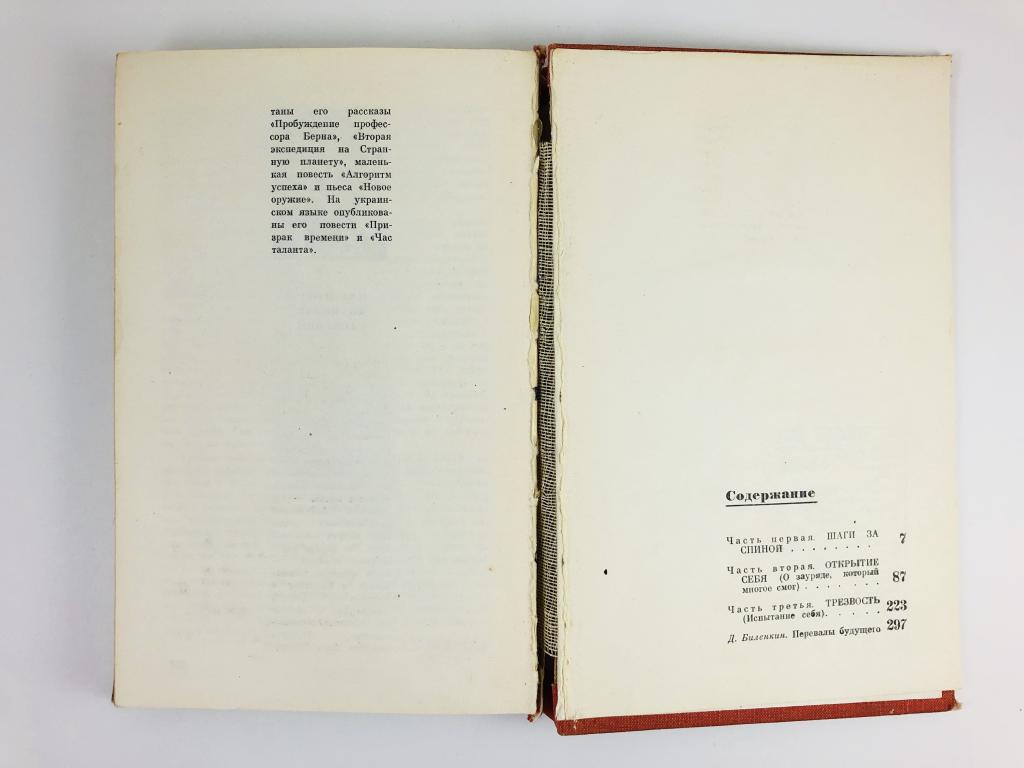 таны его рассказы
«Пробуждение профес-
сора Берна», «Вторая
экспедиция на Стран-
ную планету», малень-
кая повесть «Алгоритм
успеха» и пьеса «Новое
оружие». На украин-
ском языке опубликова-
ны его повести «При-
зрак времени» и «Час
таланта».
Содержание
Часть первая. ШАГИ ЗА
СПИНОЙ . . . . . . . . 7
Часть вторая. ОТКРЫТИЕ
СЕБЯ (О зауряде, который
многое смог) . . . . . . . 87
Часть третья. ТРЕЗВОСТЬ
(Испытание себя). . . . . . 223
Д. Биленкин. Перевалы будущего 297